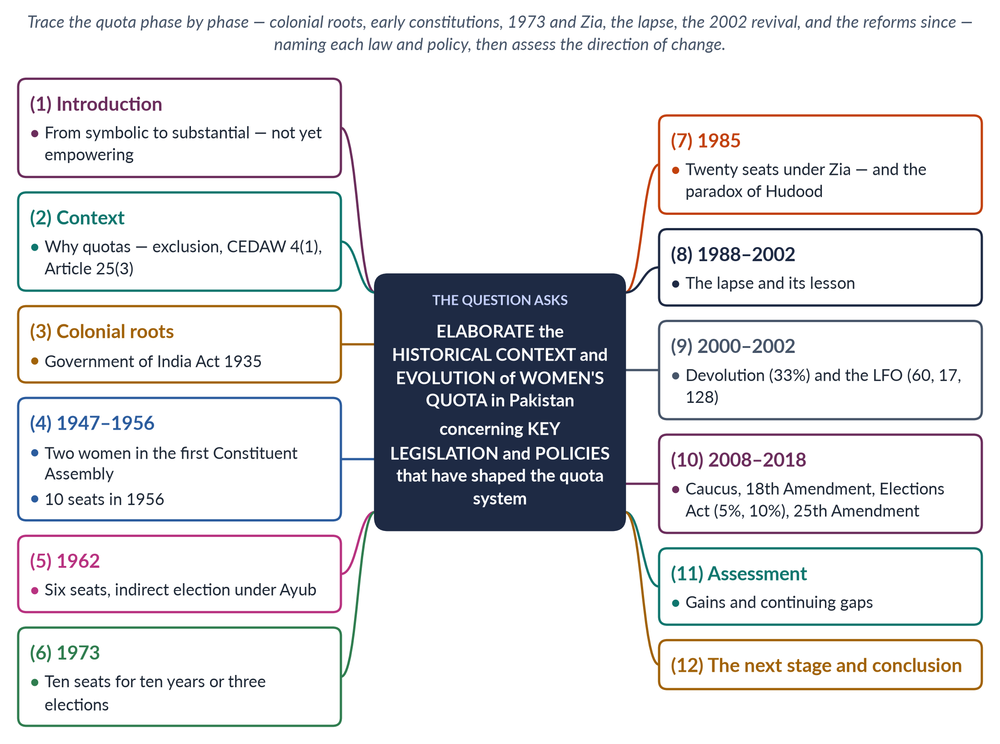 Trace the quota phase by phase — colonial roots, early constitutions, 1973 and Zia, the lapse, the 2002 revival, and the reforms since —
naming each law and policy, then assess the direction of change.
(1) Introduction
• From symbolic to substantial — not yet
empowering
(2) Context
• Why quotas — exclusion, CEDAW 4(1),
Article 25(3)
(3) Colonial roots
• Government of India Act 1935
(4) 1947–1956
• Two women in the first Constituent
Assembly
• 10 seats in 1956
(5) 1962
• Six seats, indirect election under Ayub
(6) 1973
• Ten seats for ten years or three
elections
THE QUESTION ASKS
ELABORATE the
HISTORICAL CONTEXT and
EVOLUTION of WOMEN'S
QUOTA in Pakistan
concerning KEY
LEGISLATION and POLICIES
that have shaped the quota
system
(7) 1985
• Twenty seats under Zia — and the
paradox of Hudood
(8) 1988–2002
• The lapse and its lesson
(9) 2000–2002
• Devolution (33%) and the LFO (60, 17,
128)
(10) 2008–2018
• Caucus, 18th Amendment, Elections
Act (5%, 10%), 25th Amendment
(11) Assessment
• Gains and continuing gaps
(12) The next stage and conclusion